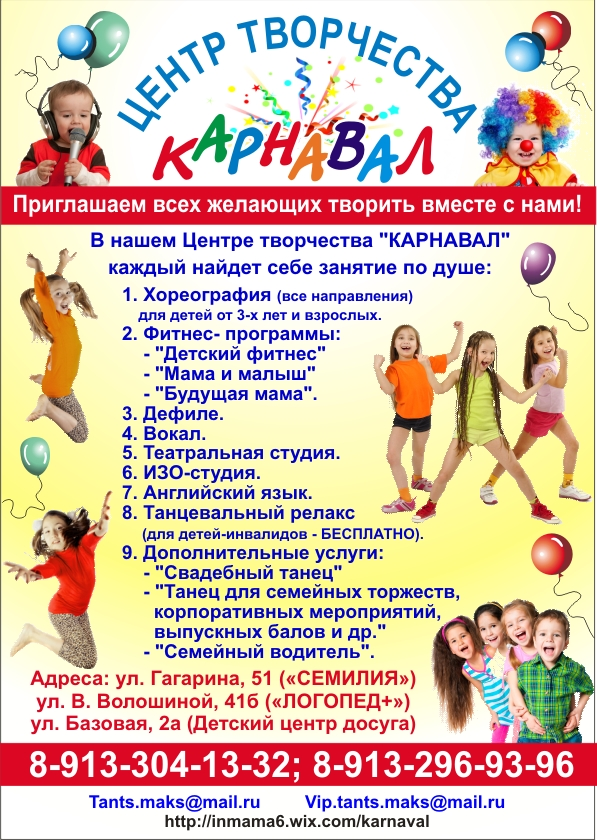 ЦЕНТР ТВОРЧЕСТВА
КАРНАВАЛ
Приглашаем всех желающих творить вместе с нами!
В нашем Центре творчества "КАРНАВАЛ"
каждый найдет себе занятие по душе:
1. Хореография (все направления)
для детей от 3-х лет и взрослых.
2. Фитнес- программы:
- "Детский фитнес"
- "Мама и малыш"
- "Будущая мама".
3. Дефиле.
4. Вокал.
5. Театральная студия.
6. ИЗО-студия.
7. Английский язык.
8. Танцевальный релакс
(для детей-инвалидов - БЕСПЛАТНО).
9. Дополнительные услуги:
- "Свадебный танец"
- "Танец для семейных торжеств,
корпоративных мероприятий,
выпускных балов и др."
- "Семейный водитель".
Адреса: ул. Гагарина, 51 («СЕМИЛИЯ»)
ул. В. Волошиной, 41б («ЛОГОПЕД+»)
ул. Базовая, 2а (Детский центр досуга)
8-913-304-13-32; 8-913-296-93-96
Tants.maks@mail.ru Vip.tants.maks@mail.ru
http://inmama6.wix.com/karnaval